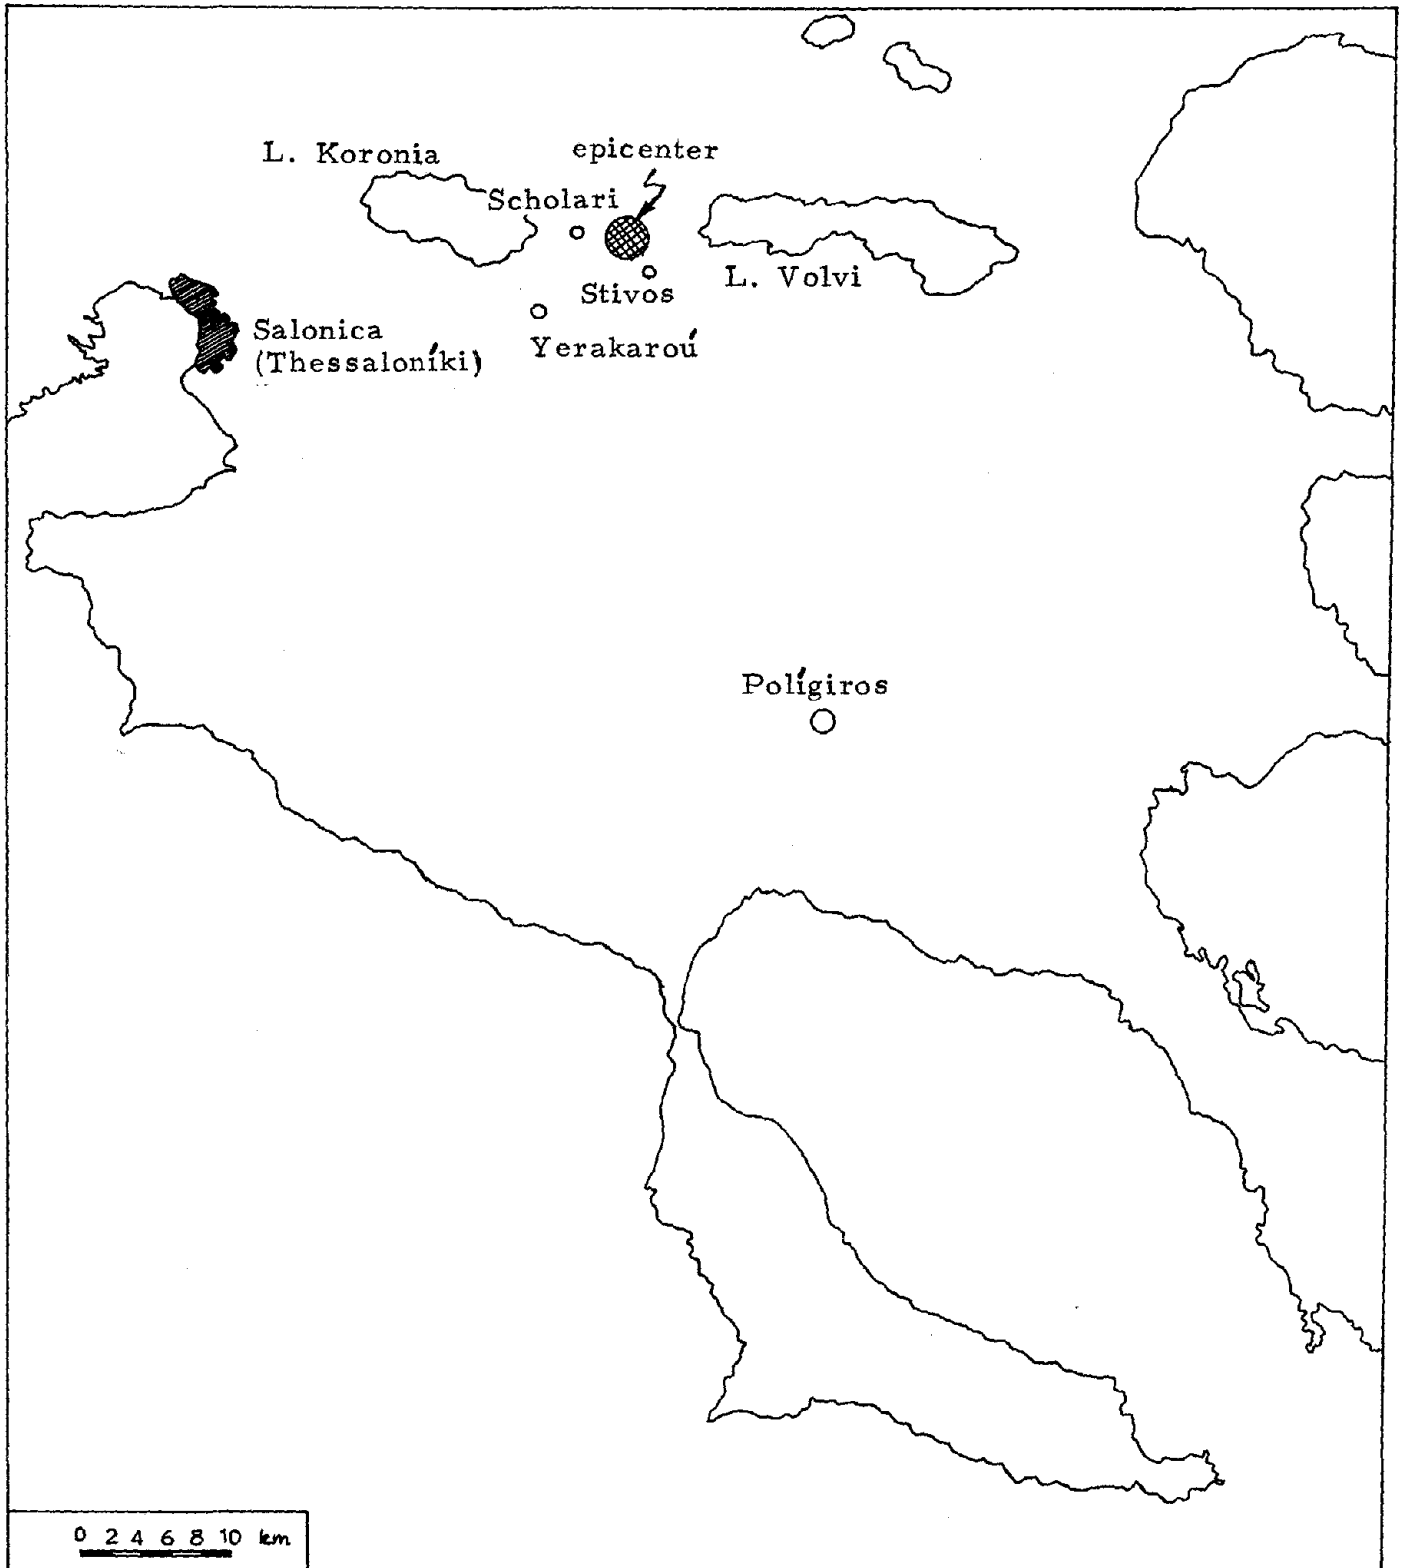 L. Koronia
epicenter
Scholari
L. Volvi
Stivos
Salonica
(Thessaloníki)
Yerakaroú
Polígiros
0 2 4 6 8 10 km